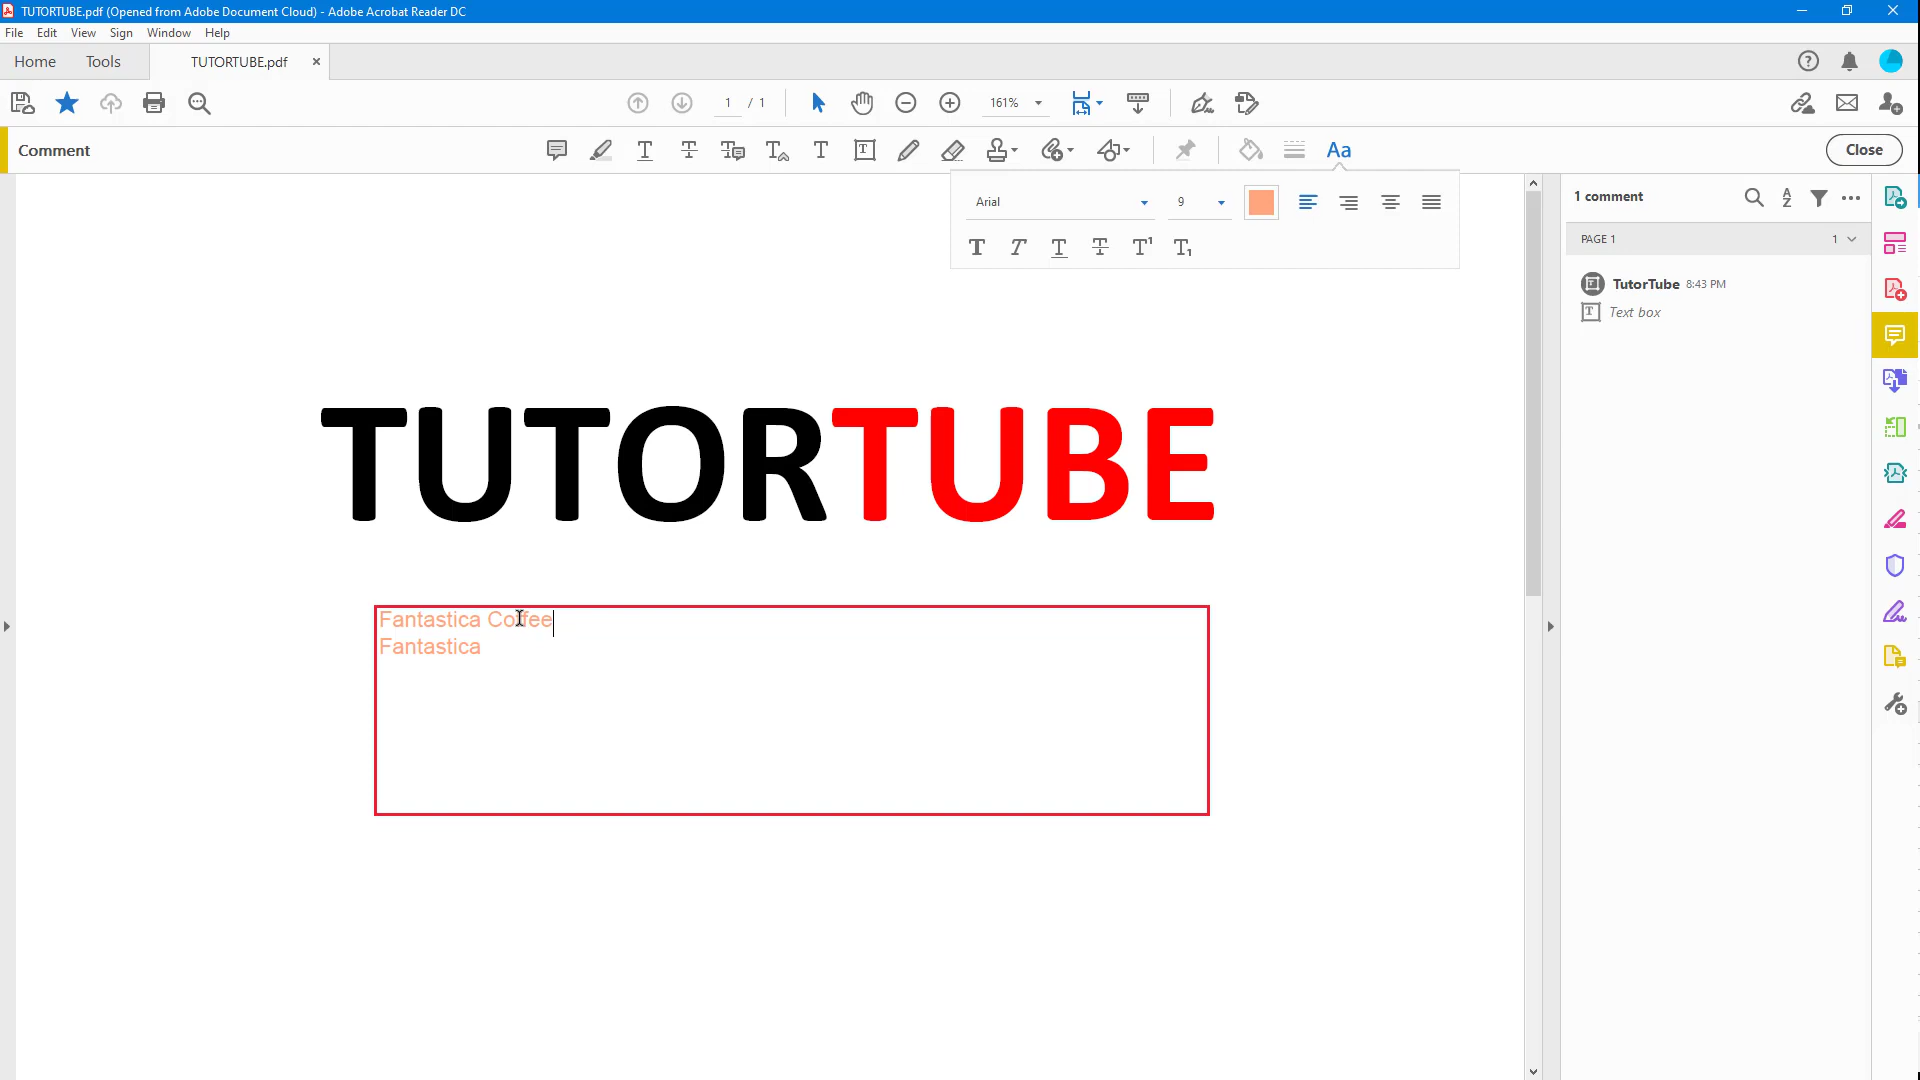 TUTORTUBE.pdf (Opened from Adobe Document Cloud) - Adobe Acrobat Reader DC
File Edit View Sign Window Help
Home Tools TUTORTUBE.pdf
1 / 1 161%
Comment Aa Close
Arial 9
1 comment
PAGE 1 1
TutorTube 8:43 PM
Text box
TUTORTUBE
Fantastica Coffee
Fantastica